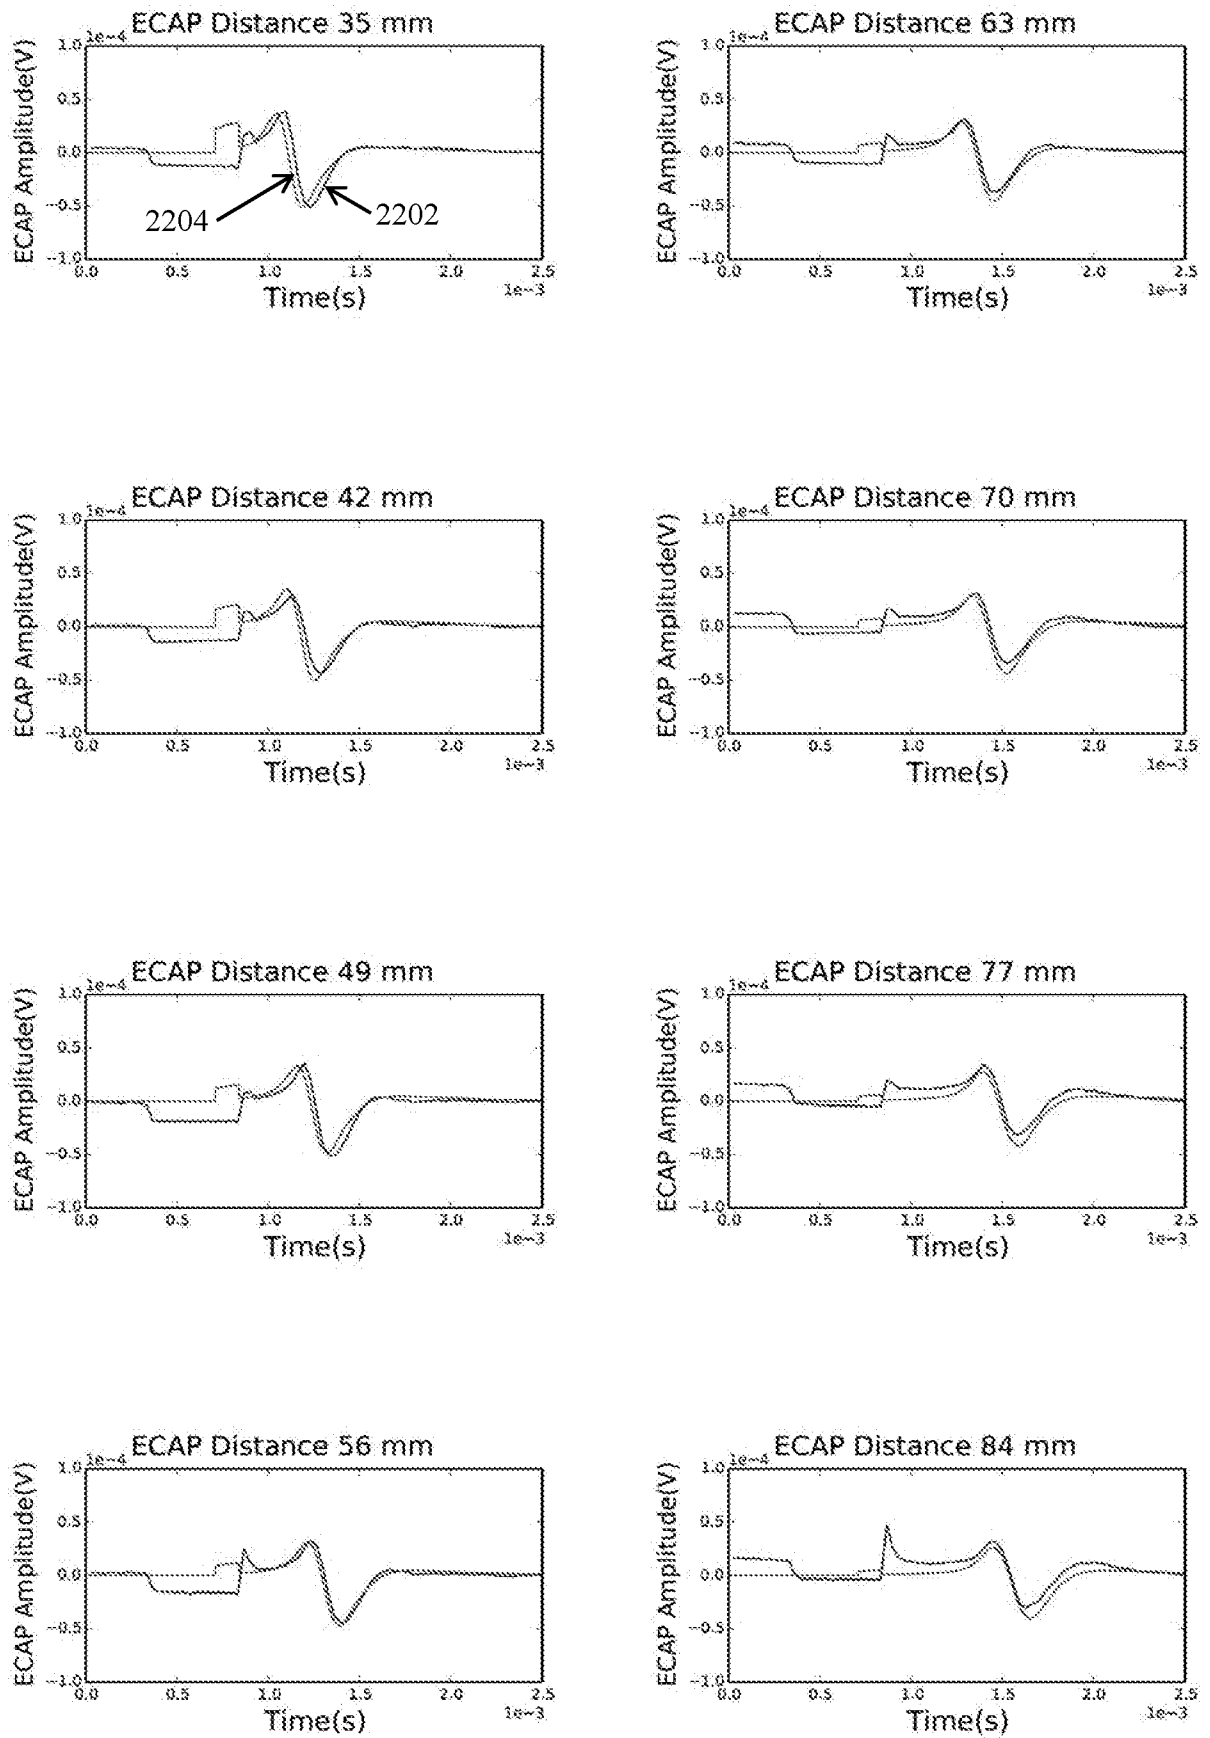 ECAP Distance 35 mm
1e-4
ECAP Amplitude(V)
1.0
0.5
0.0
-0.5
-1.0
2204
2202
0.0 0.5 1.0 1.5 2.0 2.5
1e-3
Time(s)
ECAP Distance 63 mm
1e-4
ECAP Amplitude(V)
1.0
0.5
0.0
-0.5
-1.0
0.0 0.5 1.0 1.5 2.0 2.5
1e-3
Time(s)
ECAP Distance 42 mm
1e-4
ECAP Amplitude(V)
1.0
0.5
0.0
-0.5
-1.0
0.0 0.5 1.0 1.5 2.0 2.5
1e-3
Time(s)
ECAP Distance 70 mm
1e-4
ECAP Amplitude(V)
1.0
0.5
0.0
-0.5
-1.0
0.0 0.5 1.0 1.5 2.0 2.5
1e-3
Time(s)
ECAP Distance 49 mm
1e-4
ECAP Amplitude(V)
1.0
0.5
0.0
-0.5
-1.0
0.0 0.5 1.0 1.5 2.0 2.5
1e-3
Time(s)
ECAP Distance 77 mm
1e-4
ECAP Amplitude(V)
1.0
0.5
0.0
-0.5
-1.0
0.0 0.5 1.0 1.5 2.0 2.5
1e-3
Time(s)
ECAP Distance 56 mm
1e-4
ECAP Amplitude(V)
1.0
0.5
0.0
-0.5
-1.0
0.0 0.5 1.0 1.5 2.0 2.5
1e-3
Time(s)
ECAP Distance 84 mm
1e-4
ECAP Amplitude(V)
1.0
0.5
0.0
-0.5
-1.0
0.0 0.5 1.0 1.5 2.0 2.5
1e-3
Time(s)